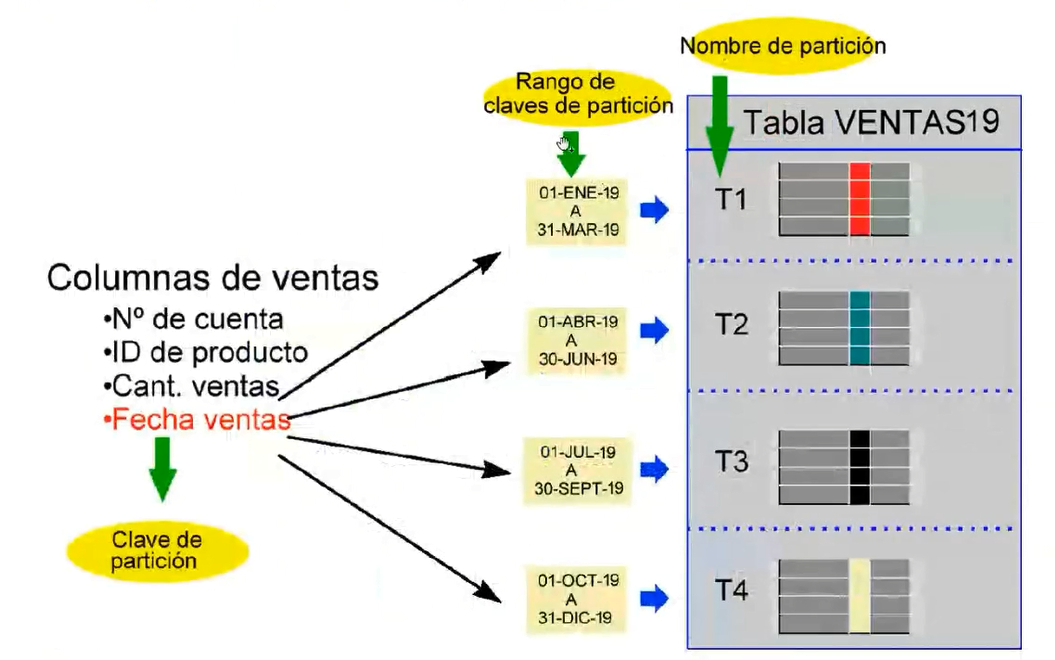 Nombre de partición
Rango de
claves de partición
Tabla VENTAS19
01-ENE-19
A
31-MAR-19
T1
Columnas de ventas
•Nº de cuenta
•ID de producto
•Cant. ventas
•Fecha ventas
01-ABR-19
A
30-JUN-19
T2
01-JUL-19
A
30-SEPT-19
T3
Clave de
partición
01-OCT-19
A
31-DIC-19
T4